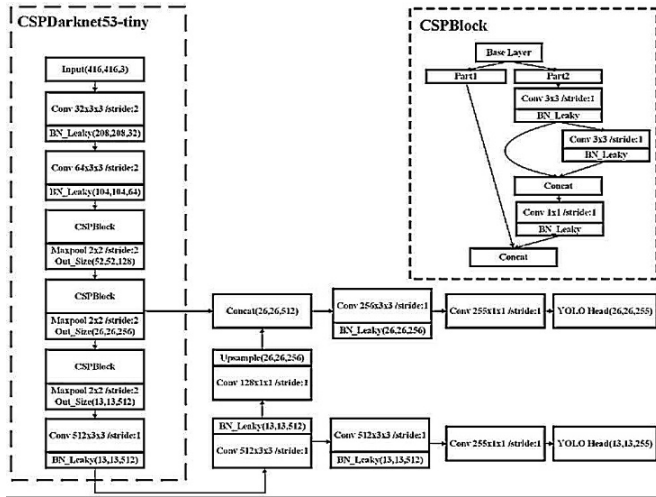 CSPDarknet53-tiny
Input(416,416,3)
Conv 32x3x3 /stride:2
BN_Leaky(208,208,32)
Conv 64x3x3 /stride:2
BN_Leaky(104,104,64)
CSPBlock
Maxpool 2x2 /stride:2
Out_Size(52,52,128)
CSPBlock
Maxpool 2x2 /stride:2
Out_Size(26,26,256)
CSPBlock
Maxpool 2x2 /stride:2
Out_Size(13,13,512)
Conv 512x3x3 /stride:1
BN_Leaky(13,13,512)
CSPBlock
Base Layer
Part1
Part2
Conv 3x3 /stride:1
BN_Leaky
Conv 3x3 /stride:1
BN_Leaky
Concat
Conv 1x1 /stride:1
BN_Leaky
Concat
Concat(26,26,512)
Conv 256x3x3 /stride:1
BN_Leaky(26,26,256)
Conv 255x1x1 /stride:1
YOLO Head(26,26,255)
Upsample(26,26,256)
Conv 128x1x1 /stride:1
BN_Leaky(13,13,512)
Conv 512x3x3 /stride:1
Conv 512x3x3 /stride:1
BN_Leaky(13,13,512)
Conv 255x1x1 /stride:1
YOLO Head(13,13,255)